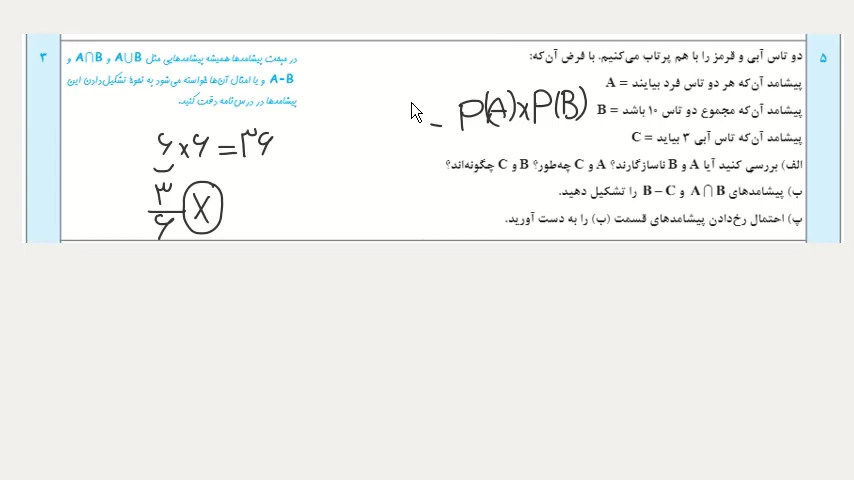 ۵
دو تاس آبی و قرمز را با هم پرتاب می‌کنیم. با فرض آن‌که:
پیشامد آن‌که هر دو تاس فرد بیایند = A
پیشامد آن‌که مجموع دو تاس ۱۰ باشد = B
پیشامد آن‌که تاس آبی ۳ بیاید = C
الف) بررسی کنید آیا A و B ناسازگارند؟ A و C چه‌طور؟ B و C چگونه‌اند؟
ب) پیشامدهای A∩B و B – C را تشکیل دهید.
پ) احتمال رخ‌دادن پیشامدهای قسمت (ب) را به دست آورید.
– P(A)×P(B)
در مبحث پیشامدها همیشه پیشامدهایی مثل A∪B و A∩B و
A-B و یا امثال آن‌ها خواسته می‌شود به نحوهٔ تشکیل‌دادن این
پیشامدها در درس‌نامه دقت کنید.
۳
۶ × ۶ = ۳۶
۳
۶
X